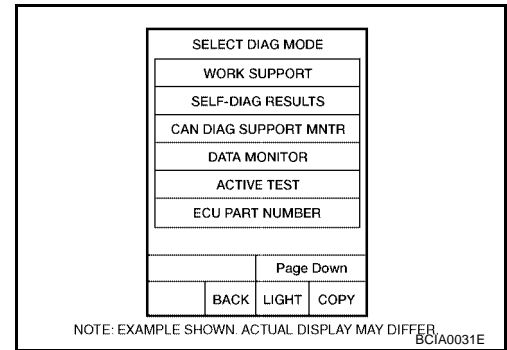 SELECT DIAG MODE
WORK SUPPORT
SELF-DIAG RESULTS
CAN DIAG SUPPORT MNTR
DATA MONITOR
ACTIVE TEST
ECU PART NUMBER
Page Down
BACK LIGHT COPY
NOTE: EXAMPLE SHOWN. ACTUAL DISPLAY MAY DIFFER.
BCIA0031E